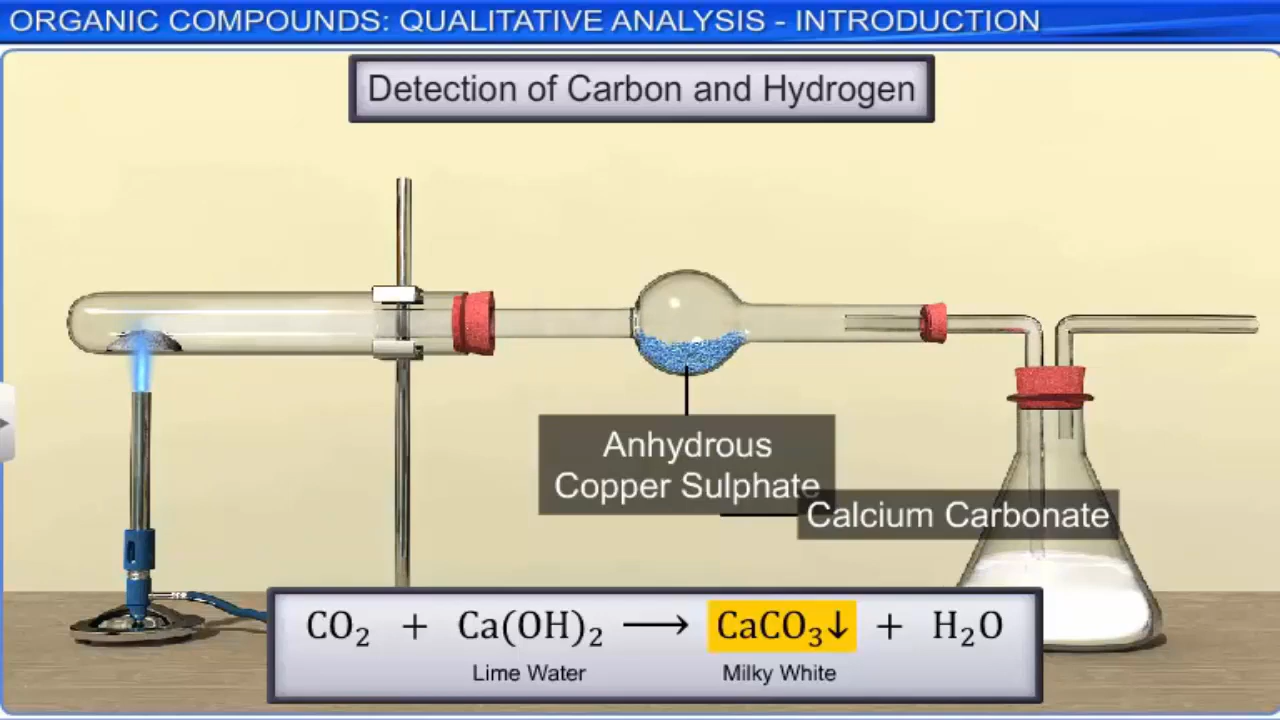 ORGANIC COMPOUNDS: QUALITATIVE ANALYSIS - INTRODUCTION
Detection of Carbon and Hydrogen
Anhydrous
Copper Sulphate
Calcium Carbonate
CO₂ + Ca(OH)₂ ⟶ CaCO₃↓ + H₂O
Lime Water Milky White